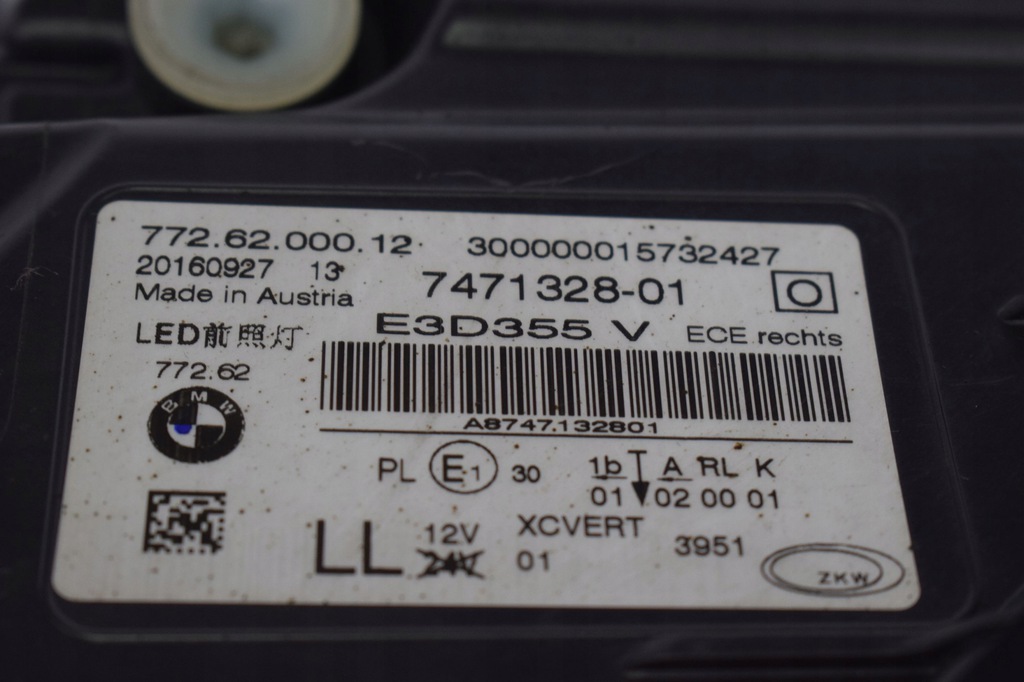 772.62.000.12 300000015732427
20160927 13
7471328-01 O
Made in Austria
E3D355 V ECE rechts
LED前照灯
772.62
BMW
A8747.132801
PL E1 30 1b A RL K
01 02 00 01
LL 12V XCVERT 3951
24V 01
ZKW